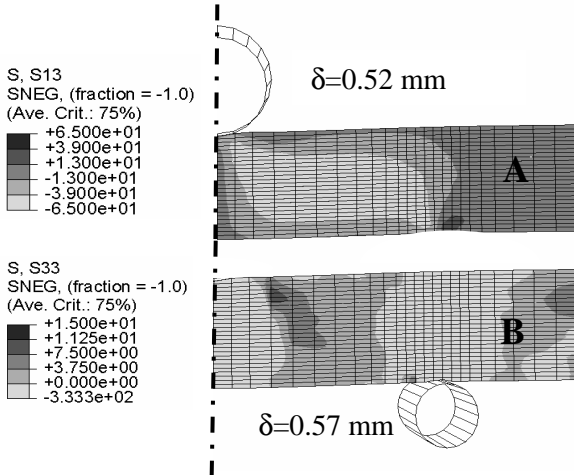 δ=0.52 mm
S, S13
SNEG, (fraction = -1.0)
(Ave. Crit.: 75%)
+6.500e+01
+3.900e+01
+1.300e+01
-1.300e+01
-3.900e+01
-6.500e+01
A
S, S33
SNEG, (fraction = -1.0)
(Ave. Crit.: 75%)
+1.500e+01
+1.125e+01
+7.500e+00
+3.750e+00
+0.000e+00
-3.333e+02
B
δ=0.57 mm